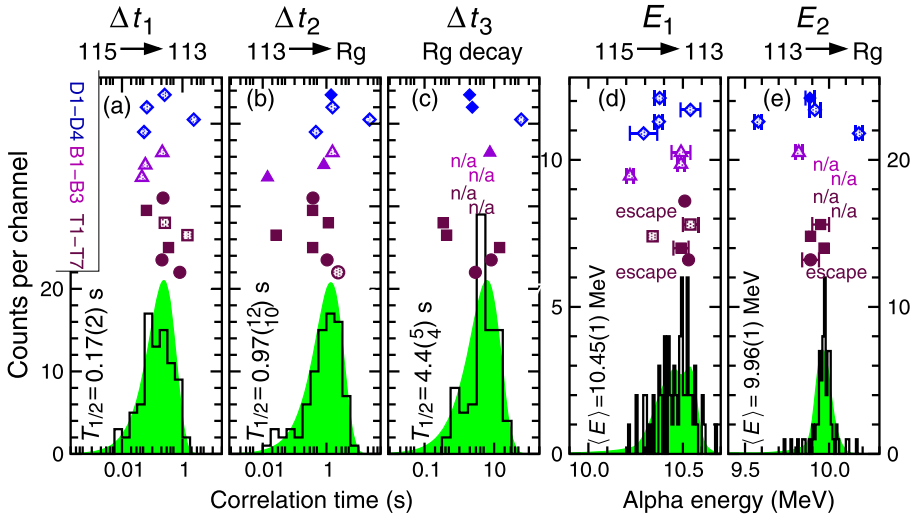 Δt1 Δt2 Δt3 E1 E2
115 → 113 113 → Rg Rg decay 115 → 113 113 → Rg
Counts per channel
D1−D4 B1−B3 T1−T7
(a) (b) (c) (d) (e)
n/a
n/a
n/a
n/a
escape
escape
n/a
n/a
n/a
n/a
escape
T1/2 = 0.17(2) s
T1/2 = 0.97(12/10) s
T1/2 = 4.4(5/4) s
⟨E⟩ = 10.45(1) MeV
⟨E⟩ = 9.96(1) MeV
20
10
0
10
5
0
20
10
0
0.01 1 0.01 1 0.1 10 10.0 10.5 9.5 10.0
Correlation time (s) Alpha energy (MeV)